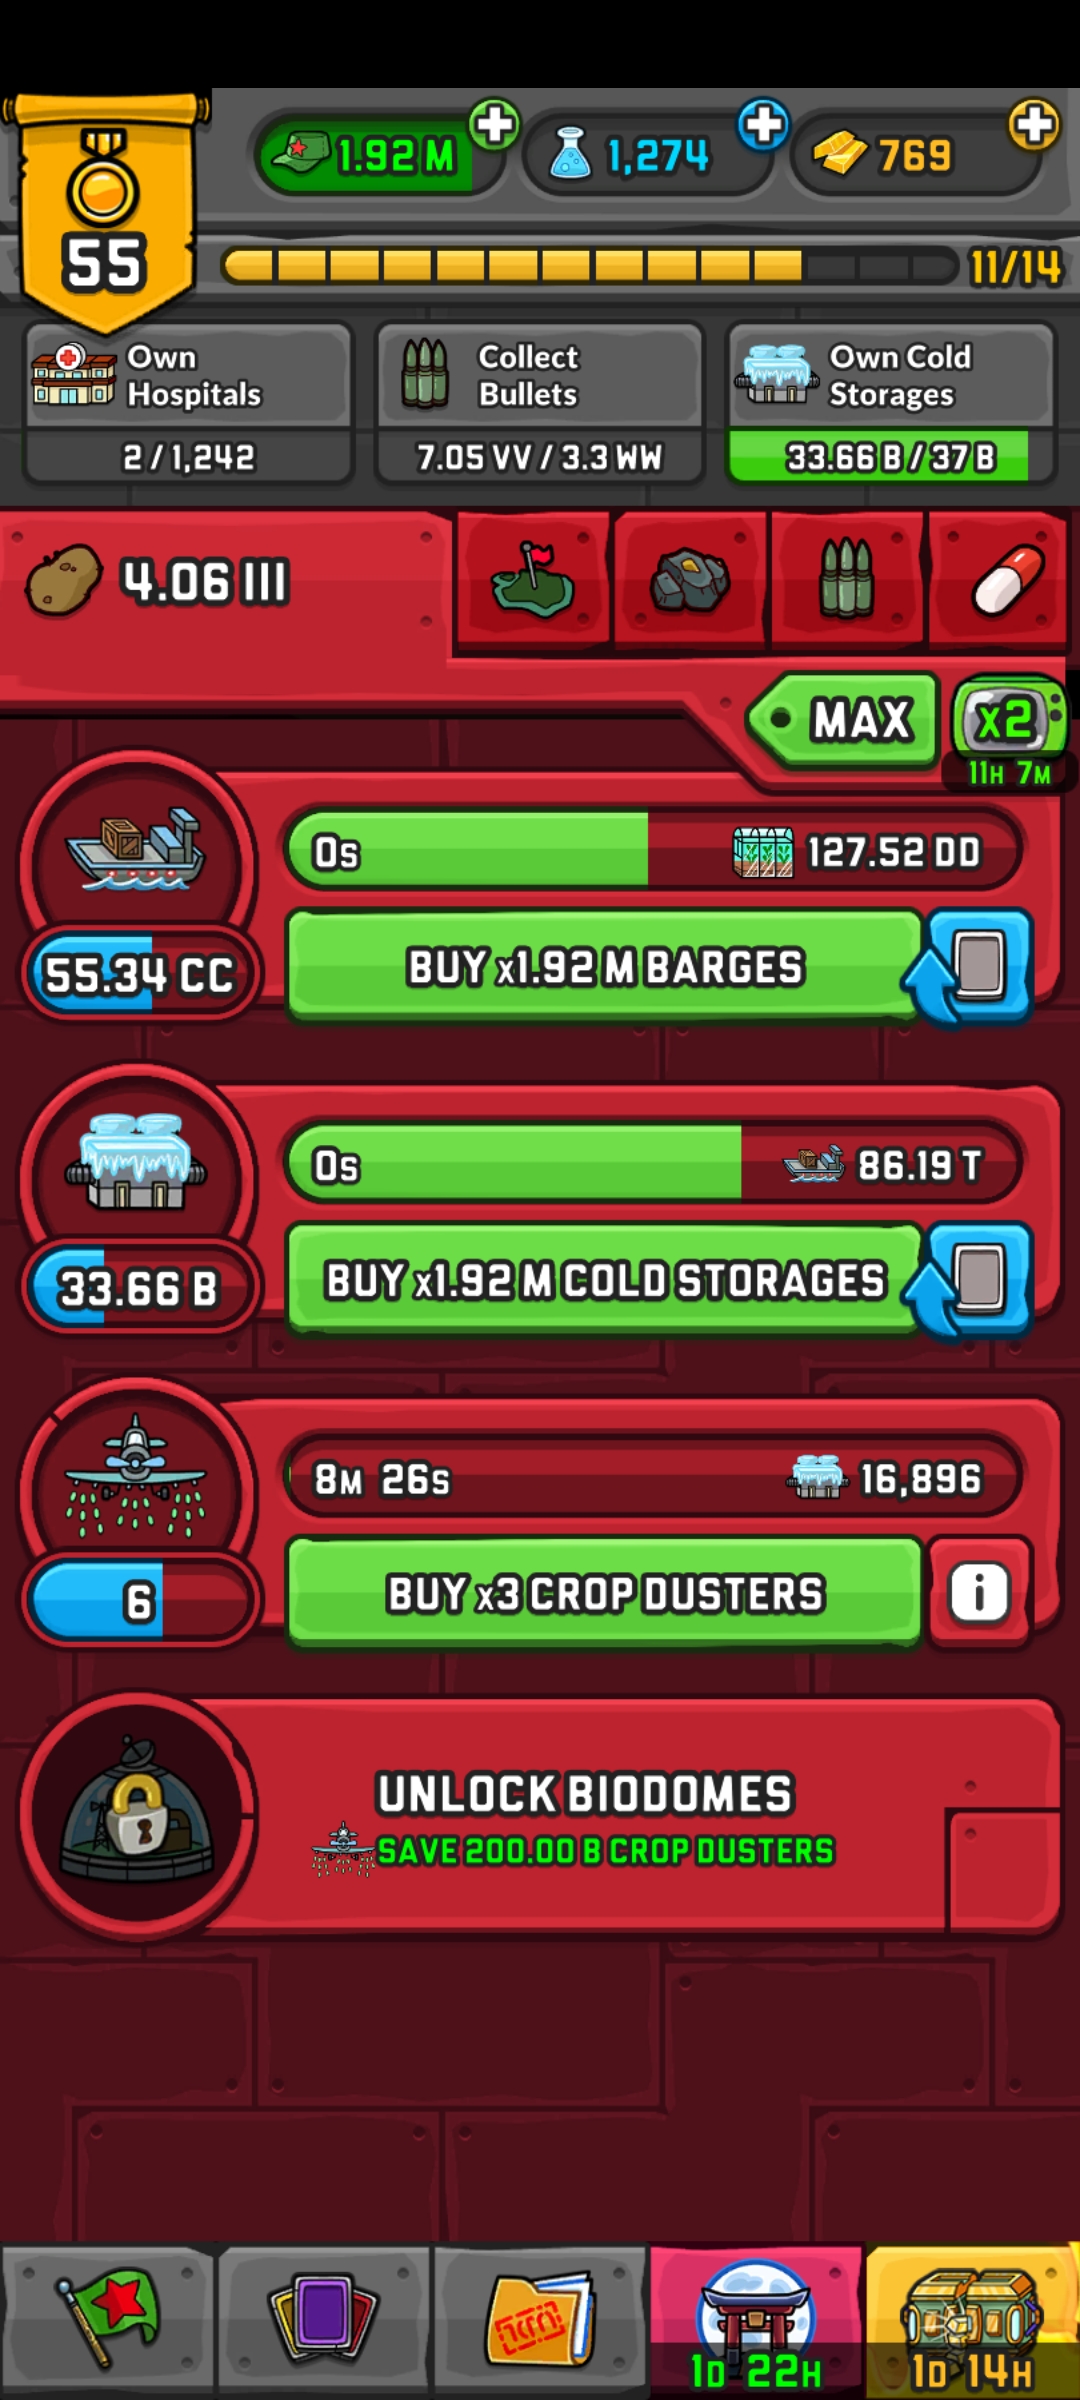 1.92 M
1,274
769
55
11/14
Own
Hospitals
2 / 1,242
Collect
Bullets
7.05 VV / 3.3 WW
Own Cold
Storages
33.66 B / 37 B
4.06 III
MAX
x2
11H 7M
0s
127.52 DD
55.34 CC
BUY x1.92 M BARGES
0s
86.19 T
33.66 B
BUY x1.92 M COLD STORAGES
8M 26s
16,896
6
BUY x3 CROP DUSTERS
i
UNLOCK BIODOMES
SAVE 200.00 B CROP DUSTERS
1D 22H
1D 14H